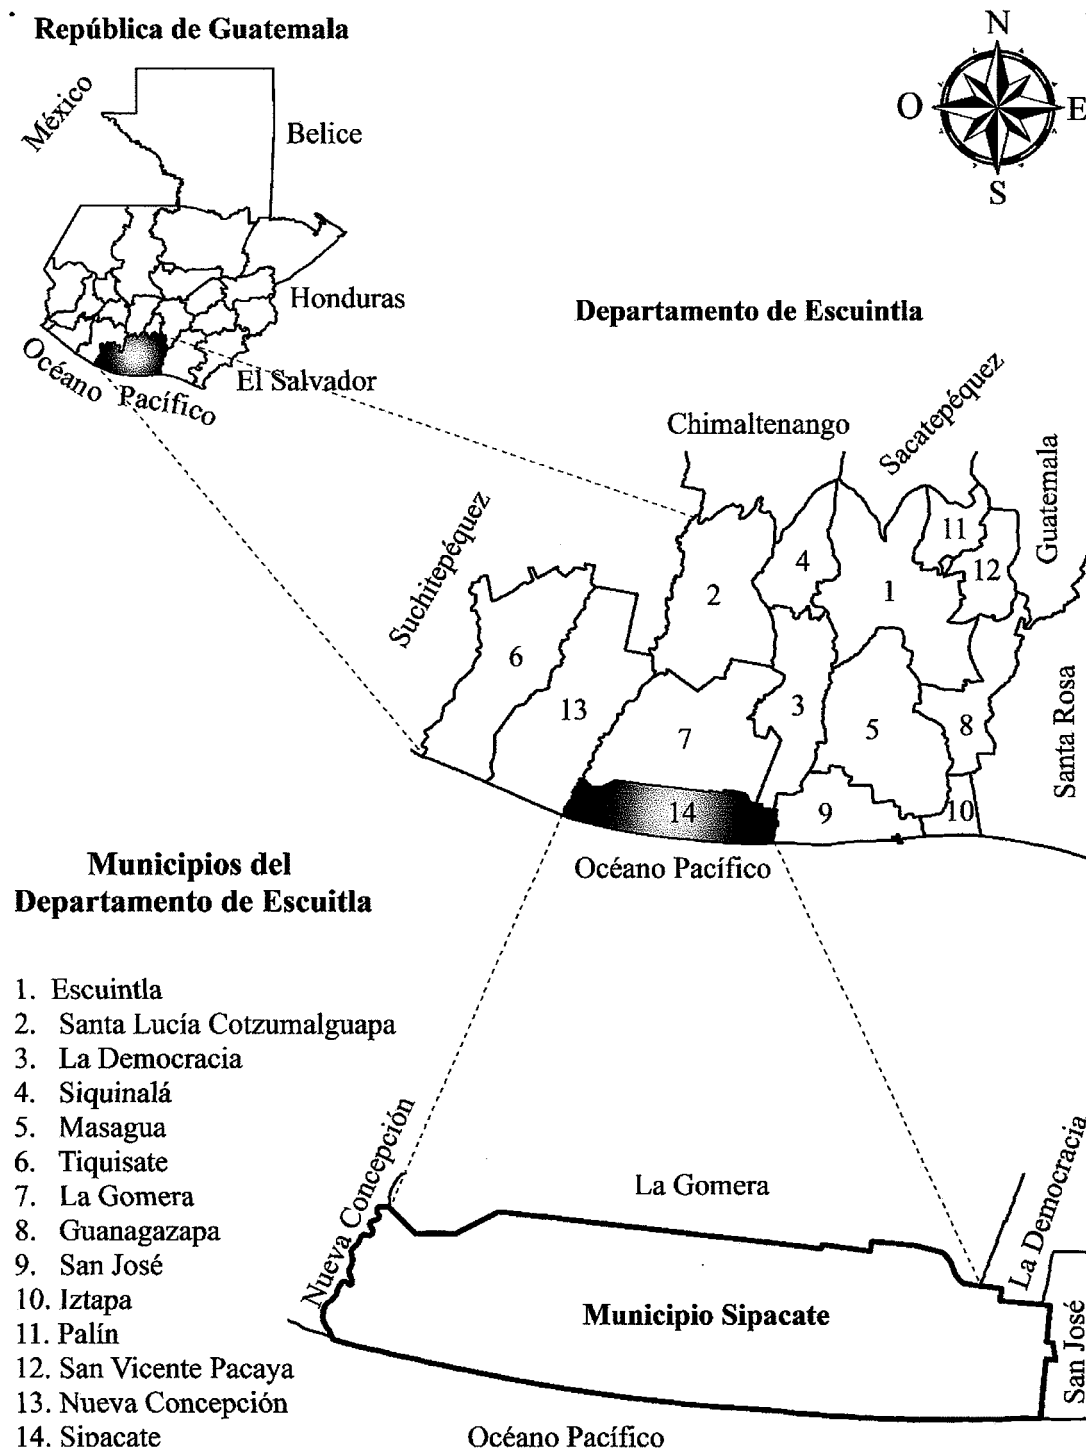 República de Guatemala
N
O
E
S
México
Belice
Honduras
El Salvador
Océano Pacífico
Departamento de Escuintla
Chimaltenango
Sacatepéquez
Guatemala
Suchitepéquez
Santa Rosa
11
4
12
2
1
6
13
3
7
5
8
14
9
10
Océano Pacífico
Municipios del
Departamento de Escuitla
1. Escuintla
2. Santa Lucía Cotzumalguapa
3. La Democracia
4. Siquinalá
5. Masagua
6. Tiquisate
7. La Gomera
8. Guanagazapa
9. San José
10. Iztapa
11. Palín
12. San Vicente Pacaya
13. Nueva Concepción
14. Sipacate
Nueva Concepción
La Gomera
La Democracia
Municipio Sipacate
San José
Océano Pacífico